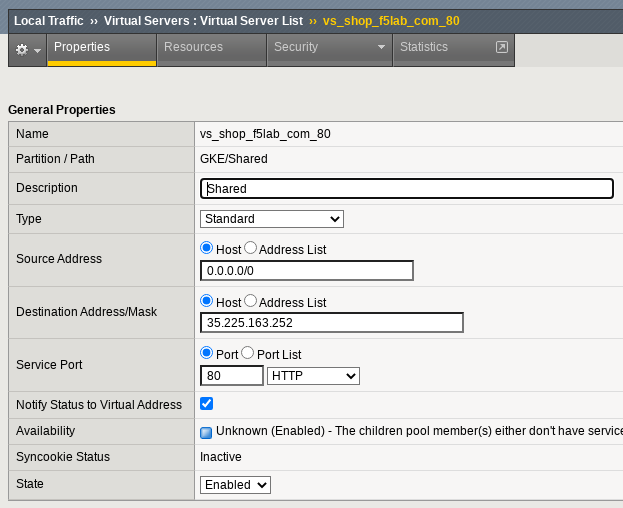 Local Traffic ›› Virtual Servers : Virtual Server List ›› vs_shop_f5lab_com_80
Properties Resources Security Statistics
General Properties
Name vs_shop_f5lab_com_80
Partition / Path GKE/Shared
Description Shared
Type Standard
Source Address Host Address List
0.0.0.0/0
Destination Address/Mask Host Address List
35.225.163.252
Service Port Port Port List
80 HTTP
Notify Status to Virtual Address
Availability Unknown (Enabled) - The children pool member(s) either don't have service
Syncookie Status Inactive
State Enabled